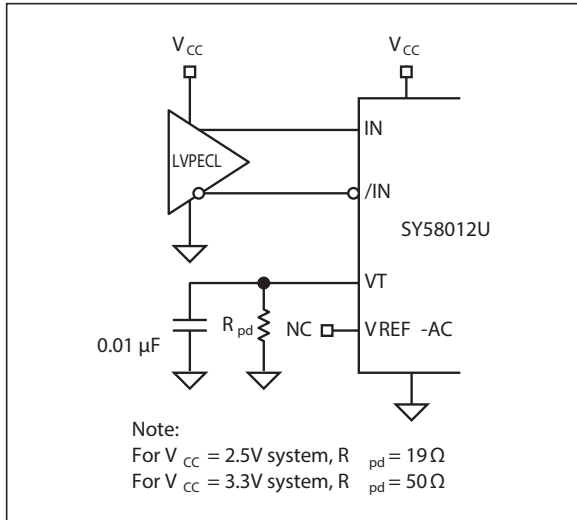 V CC
V CC
IN
LVPECL
/IN
SY58012U
VT
R pd
NC
VREF -AC
0.01 µF
Note:
For V CC = 2.5V system, R pd = 19Ω
For V CC = 3.3V system, R pd = 50Ω